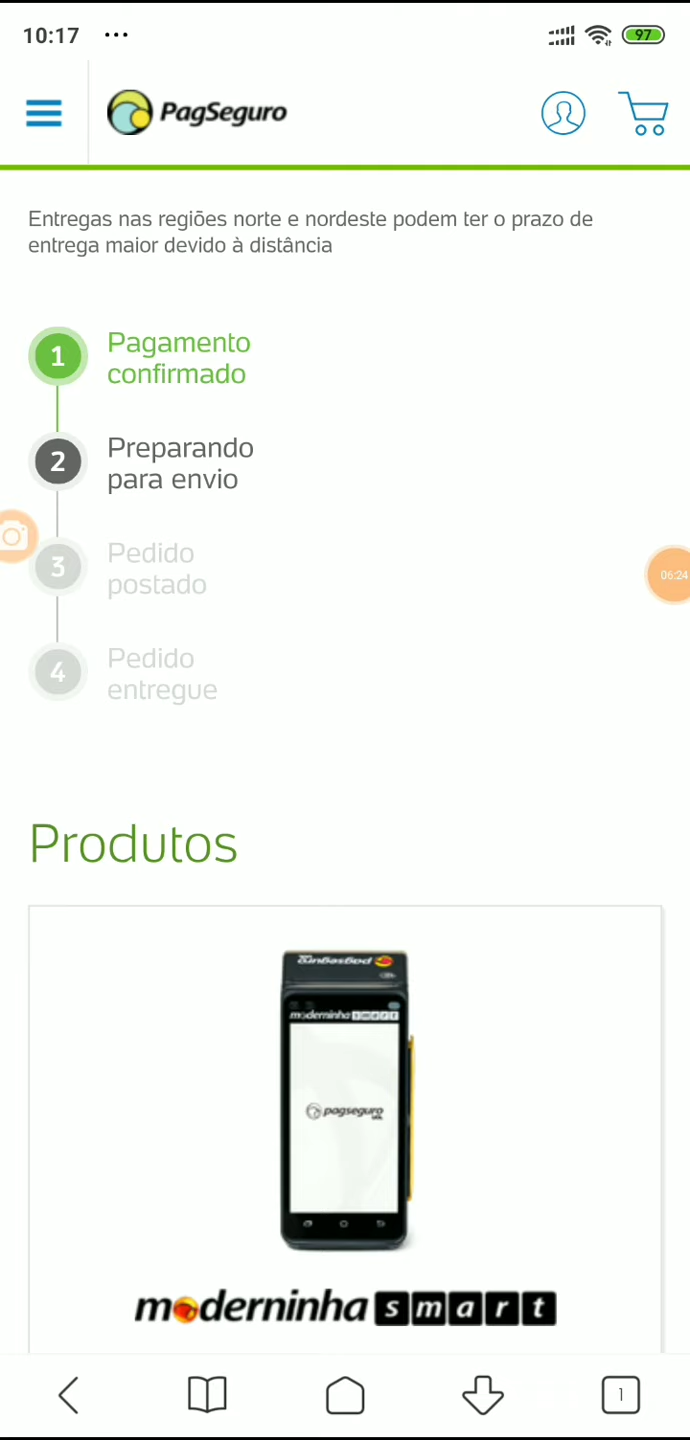 10:17 ...
97
PagSeguro
Entregas nas regiões norte e nordeste podem ter o prazo de
entrega maior devido à distância
1 Pagamento
confirmado
2 Preparando
para envio
3 Pedido
postado
06:24
4 Pedido
entregue
Produtos
pagseguro
moderninha smart
pagseguro
moderninha smart
1